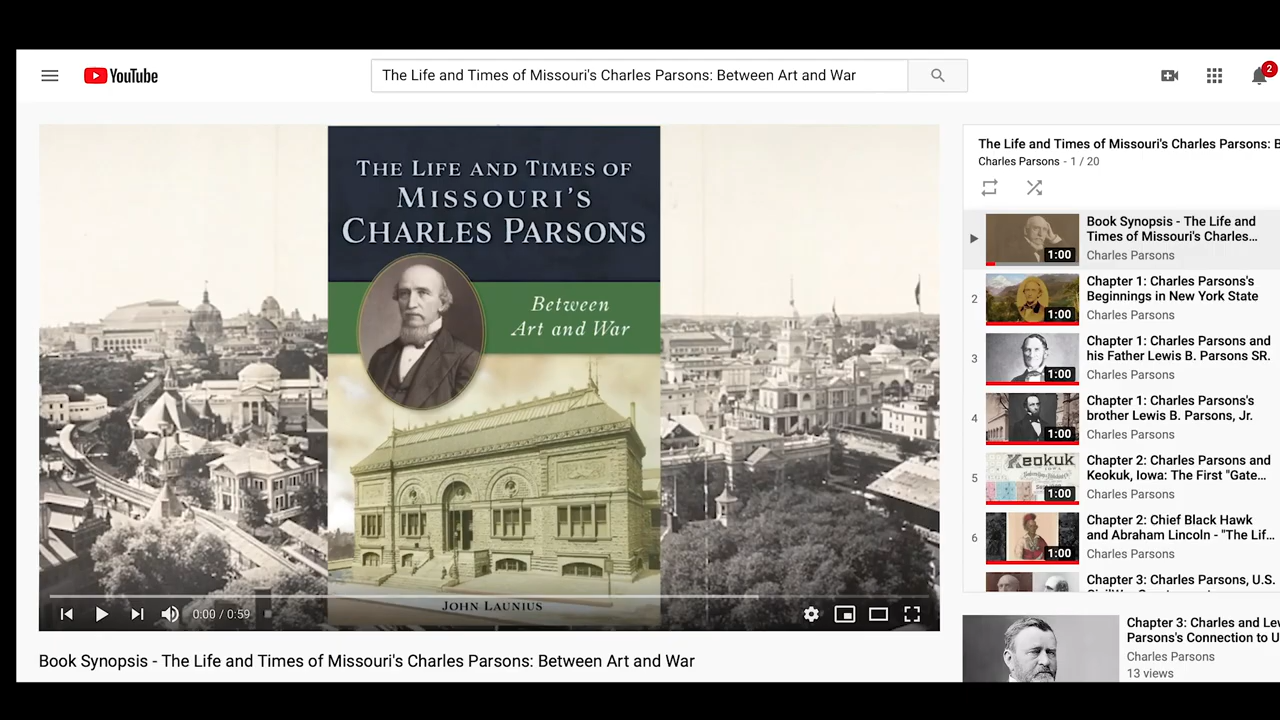 YouTube
The Life and Times of Missouri's Charles Parsons: Between Art and War
2
THE LIFE AND TIMES OF
MISSOURI'S
CHARLES PARSONS
Between
Art and War
JOHN LAUNIUS
0:00 / 0:59
Book Synopsis - The Life and Times of Missouri's Charles Parsons: Between Art and War
The Life and Times of Missouri's Charles Parsons: B
Charles Parsons - 1 / 20
1:00
Book Synopsis - The Life and
Times of Missouri's Charles...
Charles Parsons
2
1:00
Chapter 1: Charles Parsons's
Beginnings in New York State
Charles Parsons
3
1:00
Chapter 1: Charles Parsons and
his Father Lewis B. Parsons SR.
Charles Parsons
4
1:00
Chapter 1: Charles Parsons's
brother Lewis B. Parsons, Jr.
Charles Parsons
5
Keokuk
1:00
Chapter 2: Charles Parsons and
Keokuk, Iowa: The First "Gate...
Charles Parsons
6
1:00
Chapter 2: Chief Black Hawk
and Abraham Lincoln - "The Lif...
Charles Parsons
Chapter 3: Charles Parsons, U.S.
Chapter 3: Charles and Lew
Parsons's Connection to U
Charles Parsons
13 views